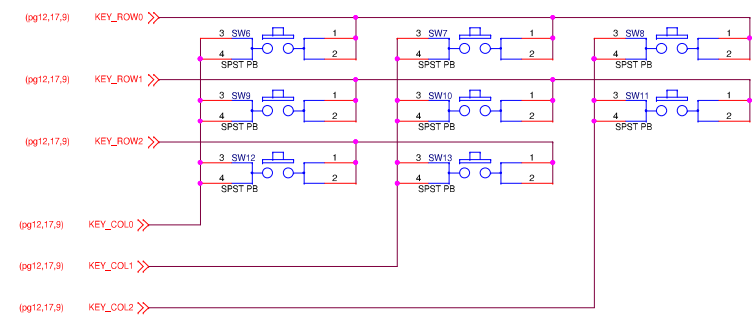 (pg12,17,9) KEY_ROW0
3 SW6 1 3 SW7 1 3 SW8 1
4 2 4 2 4 2
SPST PB SPST PB SPST PB
(pg12,17,9) KEY_ROW1
3 SW9 1 3 SW10 1 3 SW11 1
4 2 4 2 4 2
SPST PB SPST PB SPST PB
(pg12,17,9) KEY_ROW2
3 SW12 1 3 SW13 1
4 2 4 2
SPST PB SPST PB
(pg12,17,9) KEY_COL0
(pg12,17,9) KEY_COL1
(pg12,17,9) KEY_COL2